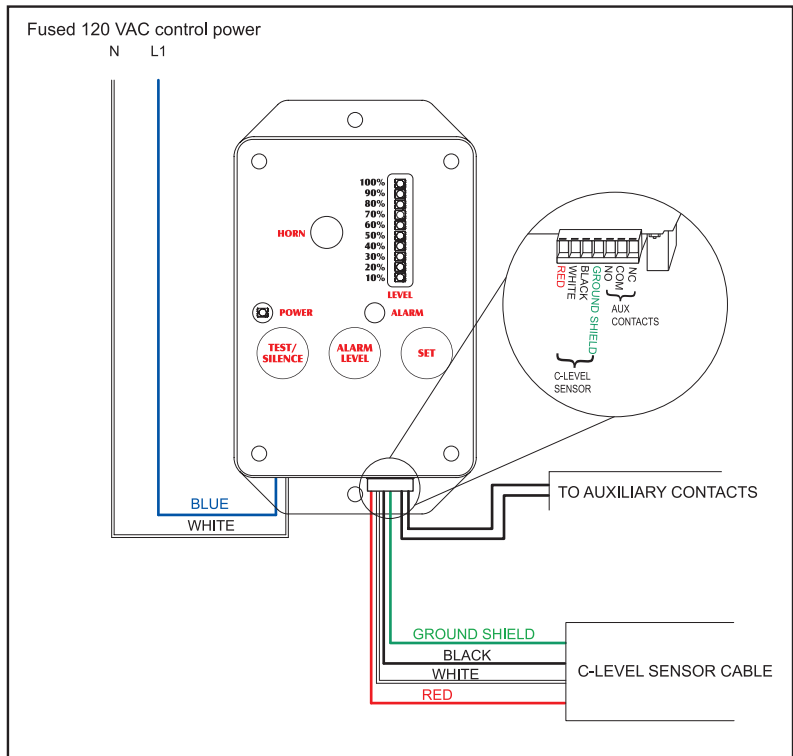 Fused 120 VAC control power
N L1
100%
90%
80%
70%
60%
50%
40%
30%
20%
10%
HORN
LEVEL
POWER
ALARM
TEST/
SILENCE
ALARM
LEVEL
SET
RED
WHITE
BLACK
GROUND SHIELD
NO
COM
NC
AUX
CONTACTS
C-LEVEL
SENSOR
BLUE
WHITE
TO AUXILIARY CONTACTS
GROUND SHIELD
BLACK
WHITE
RED
C-LEVEL SENSOR CABLE